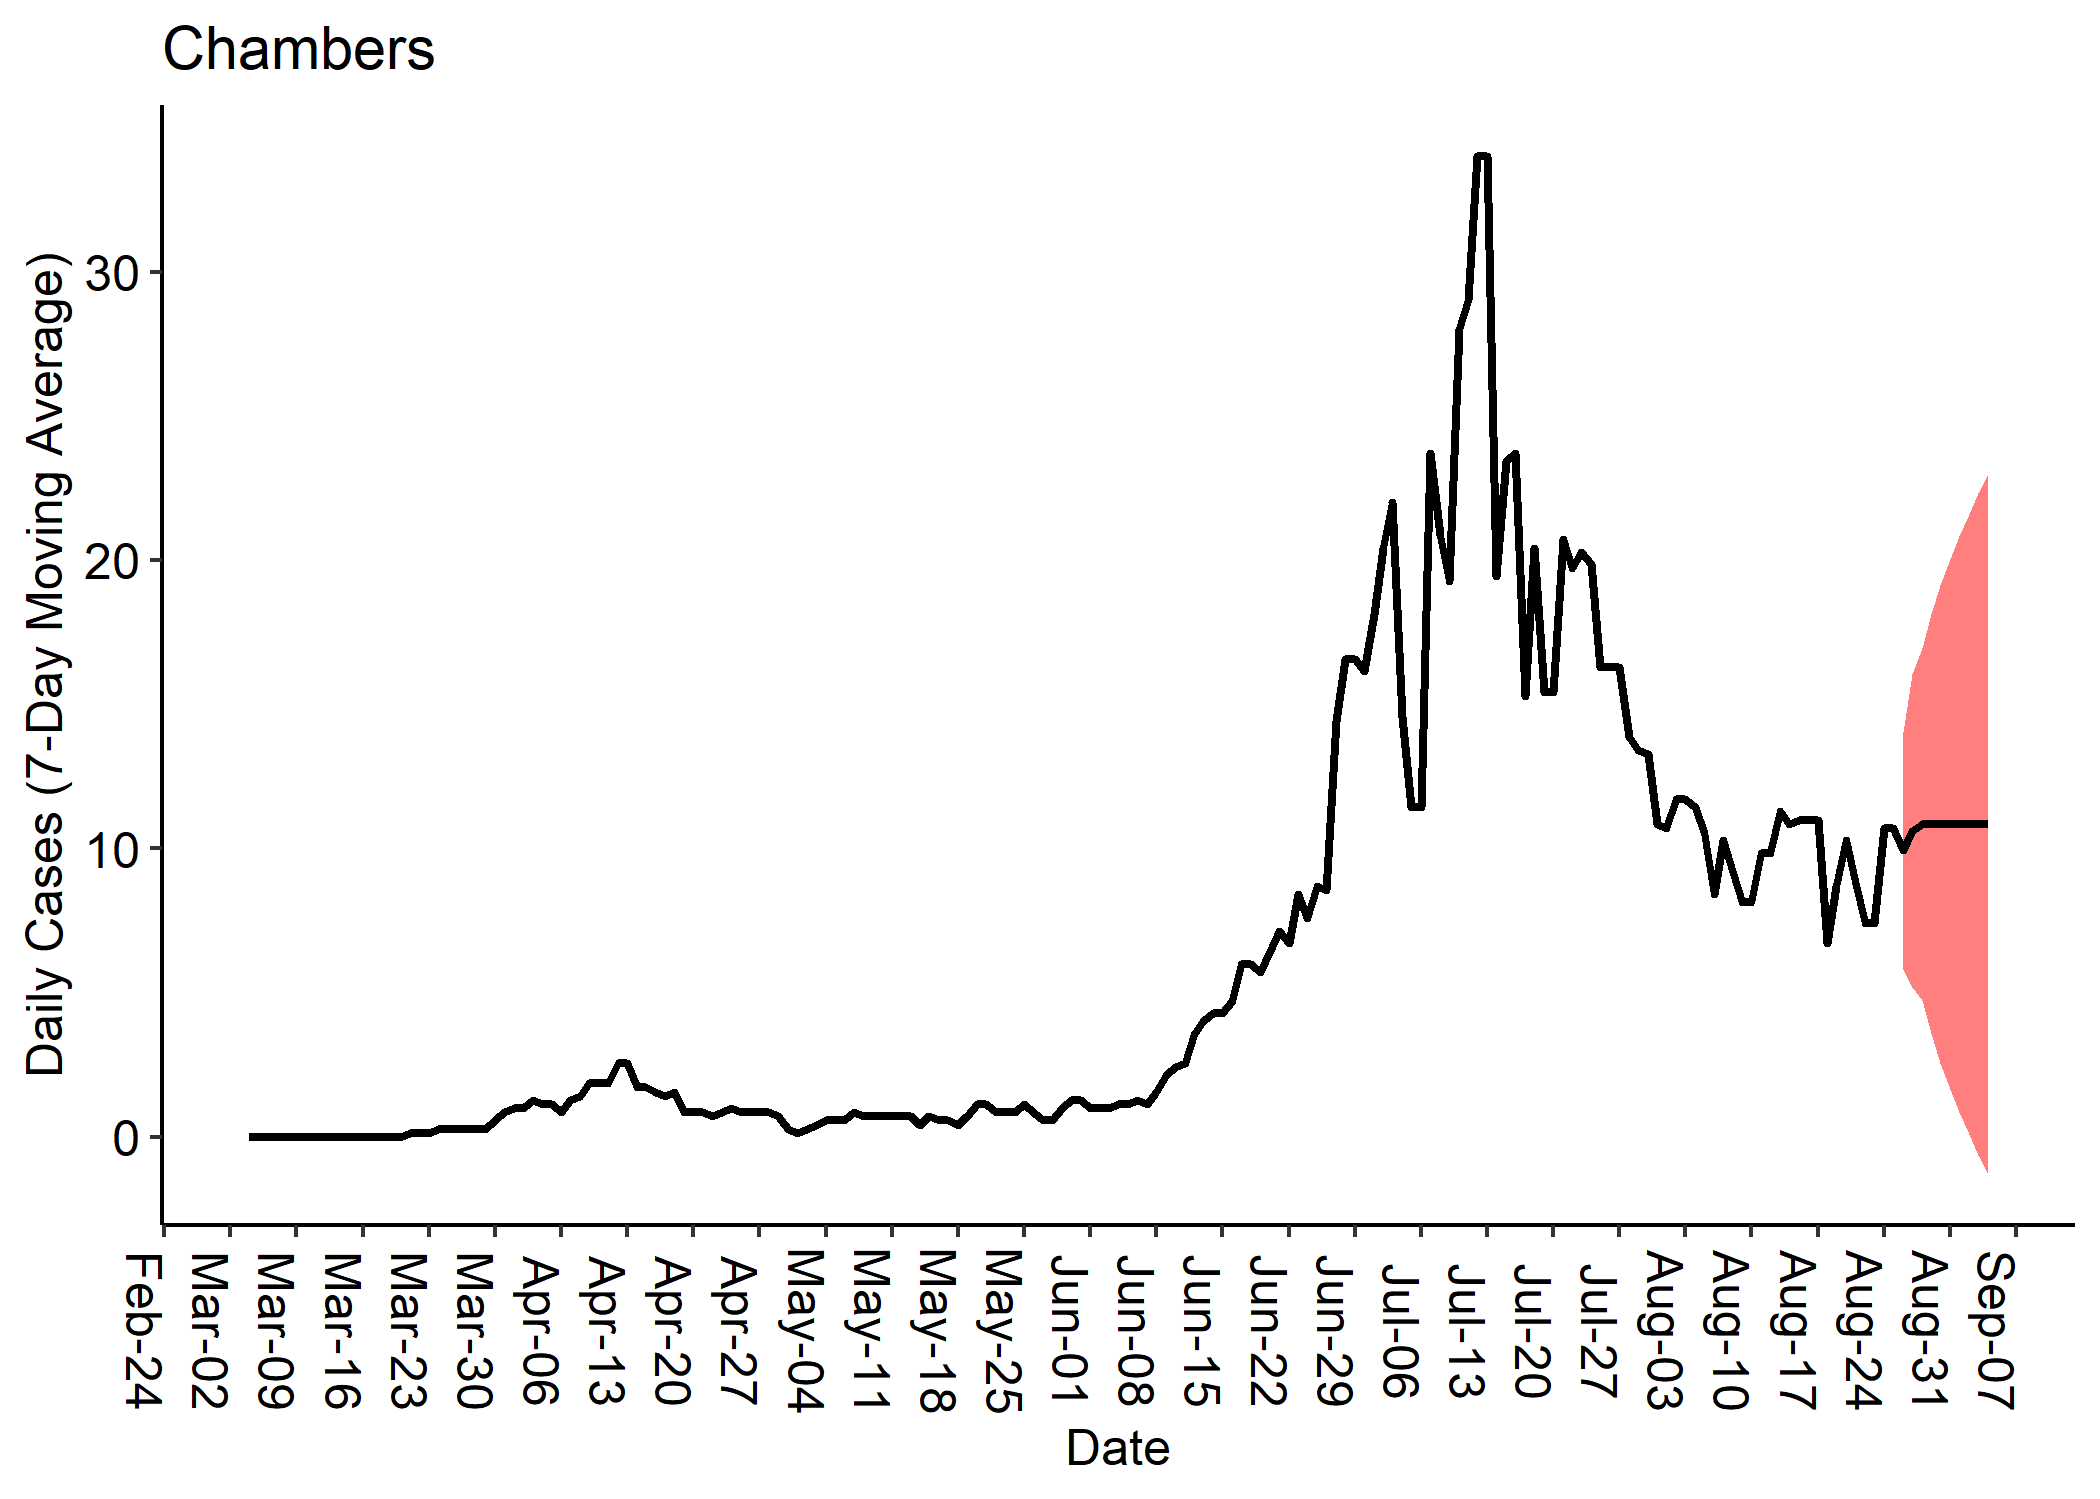 Chambers
Daily Cases (7-Day Moving Average)
30
20
10
0
Feb-24
Mar-02
Mar-09
Mar-16
Mar-23
Mar-30
Apr-06
Apr-13
Apr-20
Apr-27
May-04
May-11
May-18
May-25
Jun-01
Jun-08
Jun-15
Jun-22
Jun-29
Jul-06
Jul-13
Jul-20
Jul-27
Aug-03
Aug-10
Aug-17
Aug-24
Aug-31
Sep-07
Date